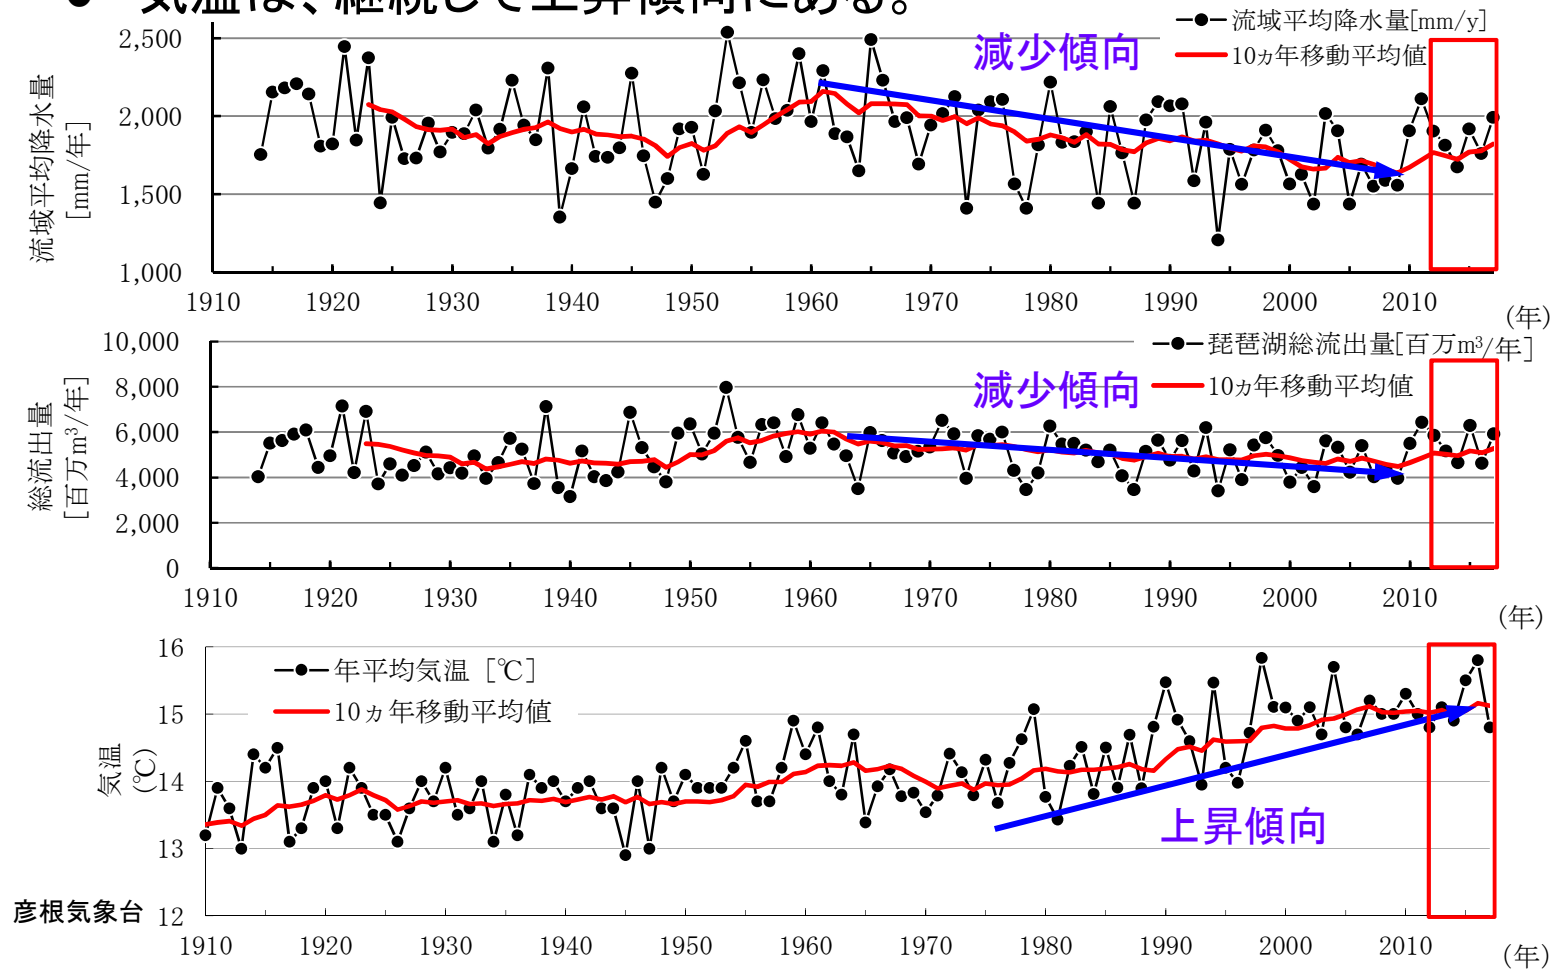 ● 気温は、継続して上昇傾向にある。
流域平均降水量[mm/y]
10ヵ年移動平均値
減少傾向
流域平均降水量
[mm/年]
2,500
2,000
1,500
1,000
1910 1920 1930 1940 1950 1960 1970 1980 1990 2000 2010
(年)
琵琶湖総流出量[百万m³/年]
10ヵ年移動平均値
減少傾向
総流出量
[百万m³/年]
10,000
8,000
6,000
4,000
2,000
0
1910 1920 1930 1940 1950 1960 1970 1980 1990 2000 2010
(年)
年平均気温［℃］
10ヵ年移動平均値
上昇傾向
気温
(℃)
16
15
14
13
12
彦根気象台
1910 1920 1930 1940 1950 1960 1970 1980 1990 2000 2010
(年)